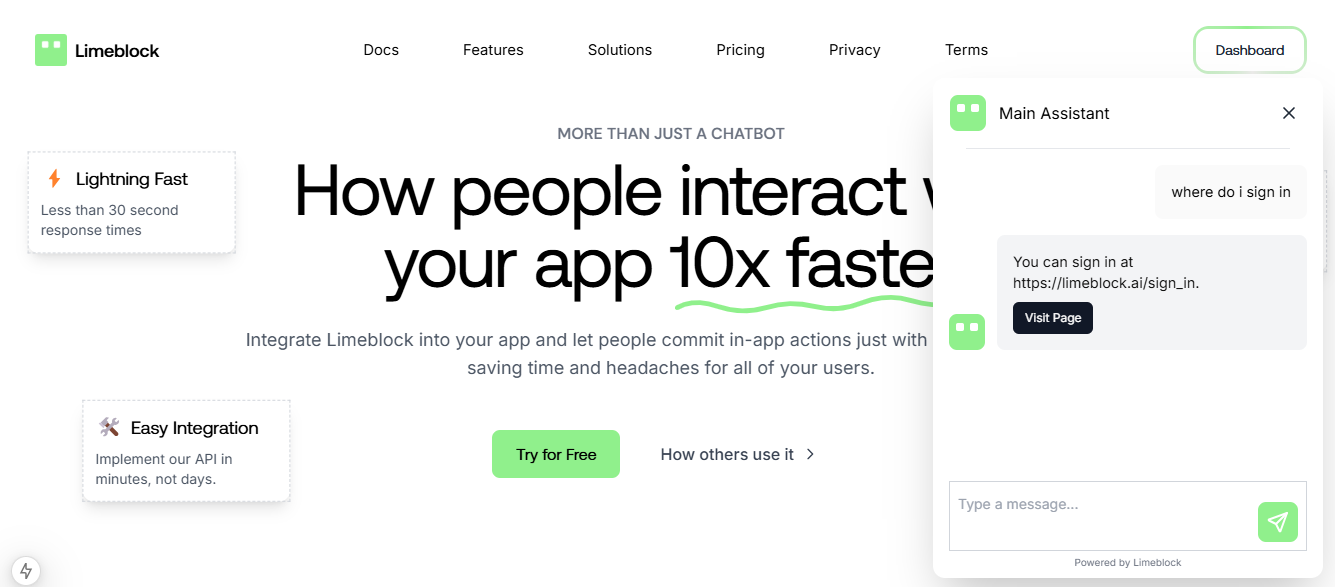 Limeblock
Docs
Features
Solutions
Pricing
Privacy
Terms
Dashboard
MORE THAN JUST A CHATBOT
How people interact
your app 10x faste
Integrate Limeblock into your app and let people commit in-app actions just with
saving time and headaches for all of your users.
Try for Free
How others use it
Lightning Fast
Less than 30 second
response times
Easy Integration
Implement our API in
minutes, not days.
Main Assistant
where do i sign in
You can sign in at
https://limeblock.ai/sign_in.
Visit Page
Type a message...
Powered by Limeblock